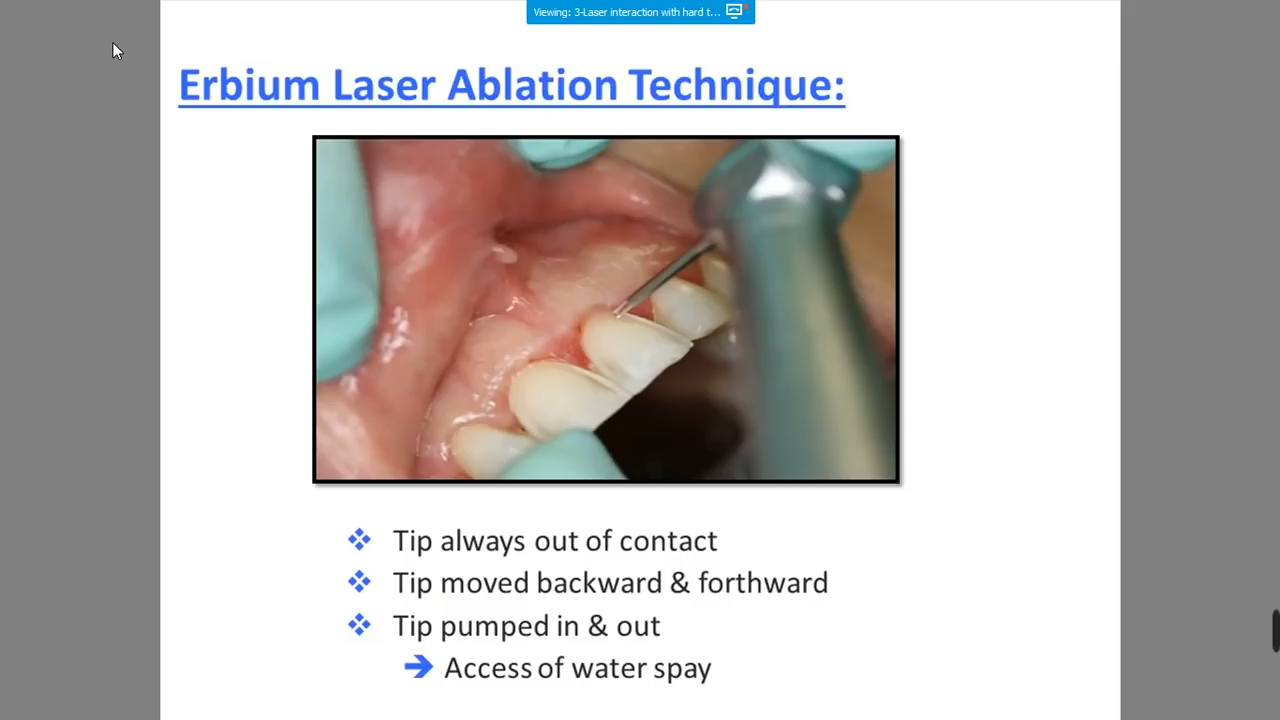 Viewing: 3-Laser interaction with hard t...
Erbium Laser Ablation Technique:
Tip always out of contact
Tip moved backward & forthward
Tip pumped in & out
Access of water spay